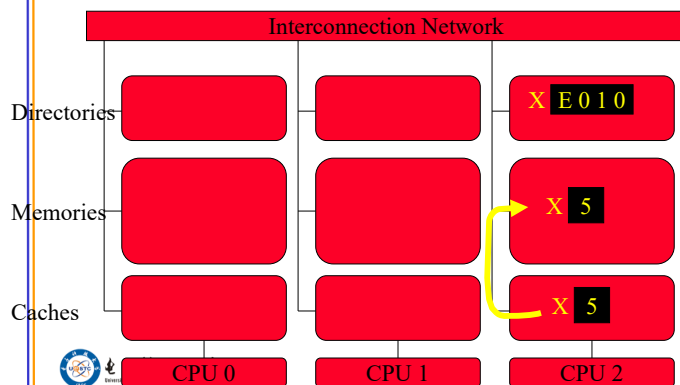 Interconnection Network
Directories
X E 0 1 0
Memories
X 5
Caches
X 5
CPU 0
CPU 1
CPU 2